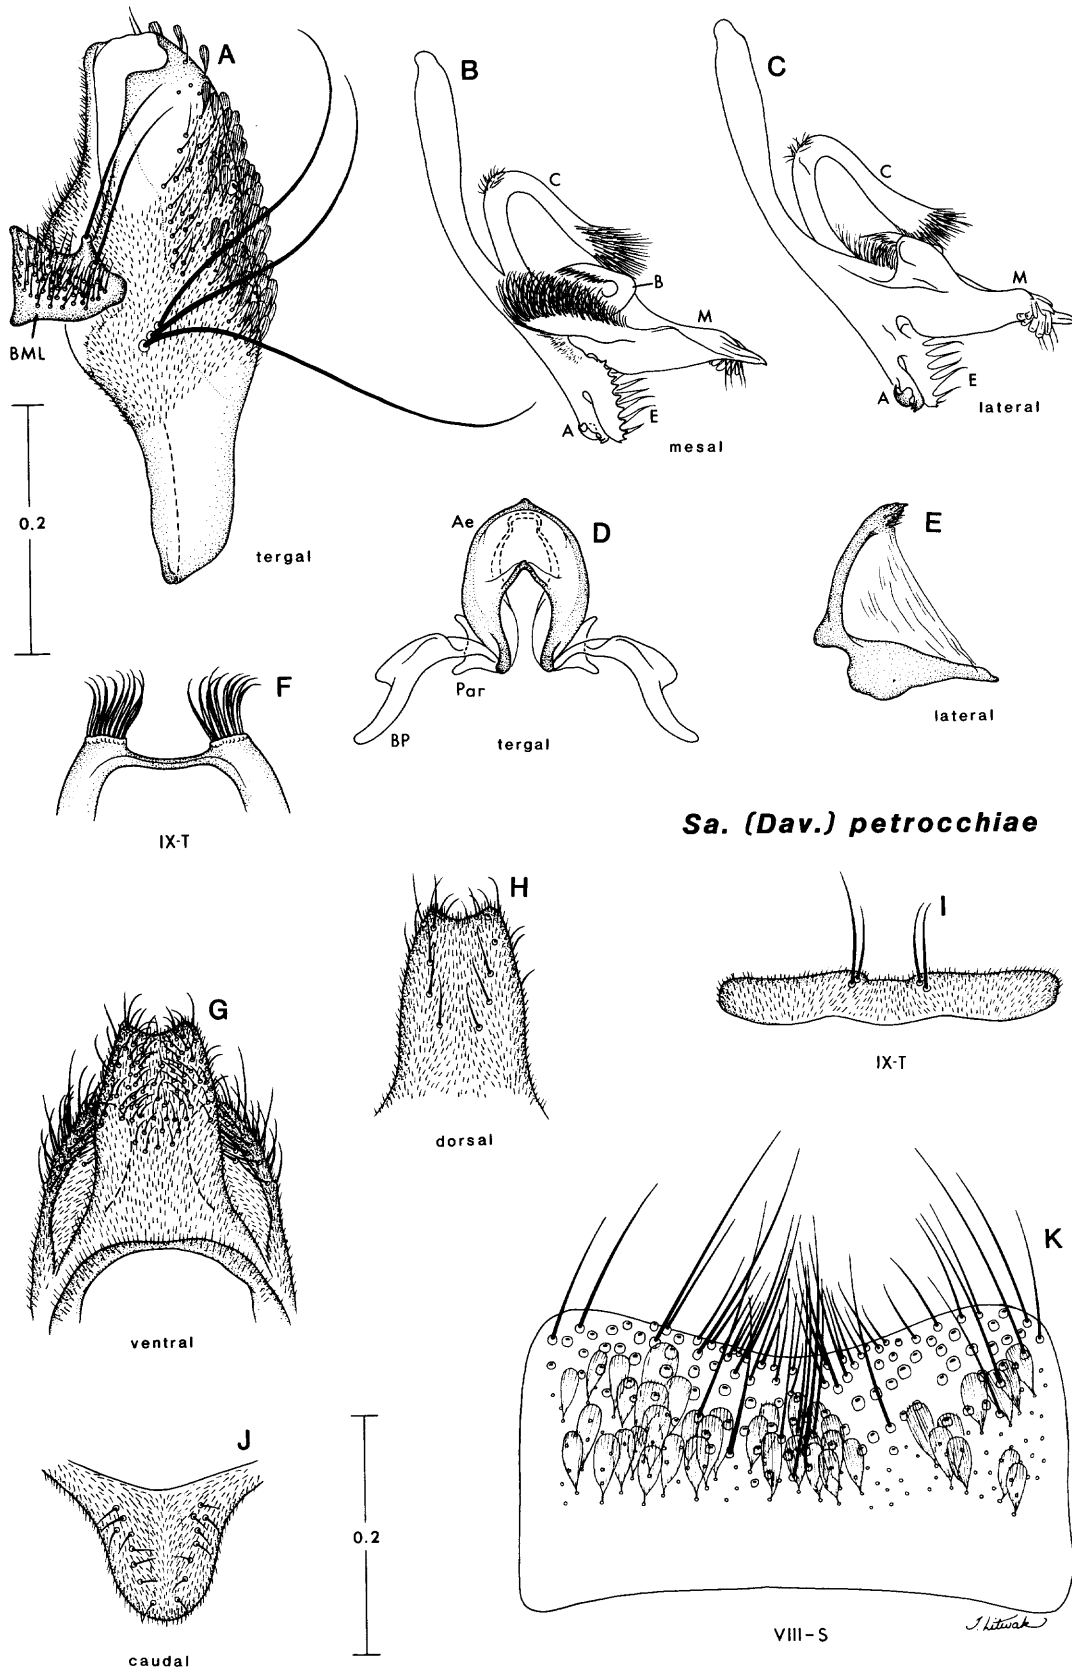 A
B
C
C
C
B
M
M
BML
E
E
A
A
lateral
mesal
0.2
tergal
Ae
D
E
Par
BP
tergal
lateral
F
IX-T
Sa. (Dav.) petrocchiae
H
I
G
IX-T
dorsal
K
ventral
J
0.2
VIII-S
J. Litwak
caudal